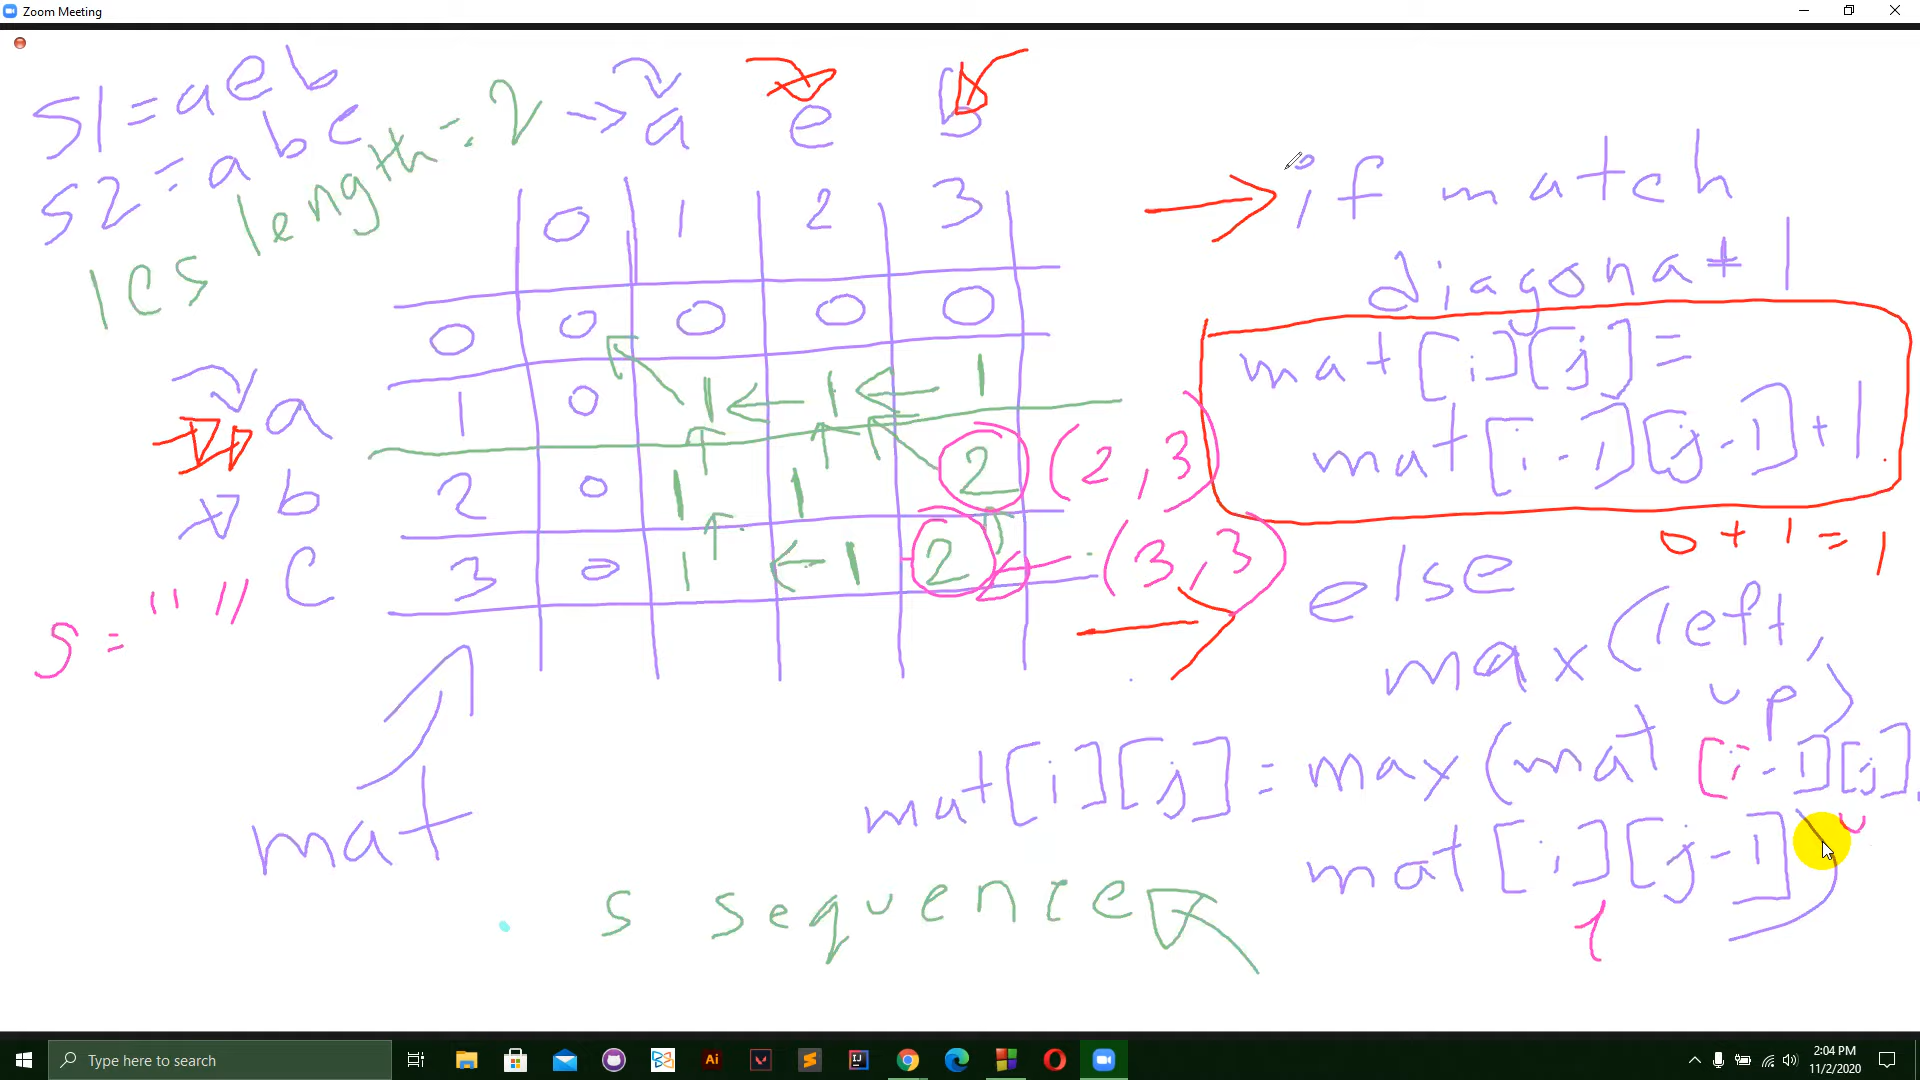 Zoom Meeting
S1 = aeb
S2 = abc
lcs length = 2
a e b
0 1 2 3
0 0 0 0 0
a 1 0 1 1 1
b 2 0 1 1 2 (2,3)
c 3 0 1 1 2 (3,3)
s = " "
mat
if match
diagonal + 1
mat[i][j] =
mat[i-1][j-1]+1
0 + 1 = 1
else
max(left,
up)
mat[i][j] = max(mat[i-1][j],
mat[i][j-1])
s sequence
Type here to search
2:04 PM
11/2/2020